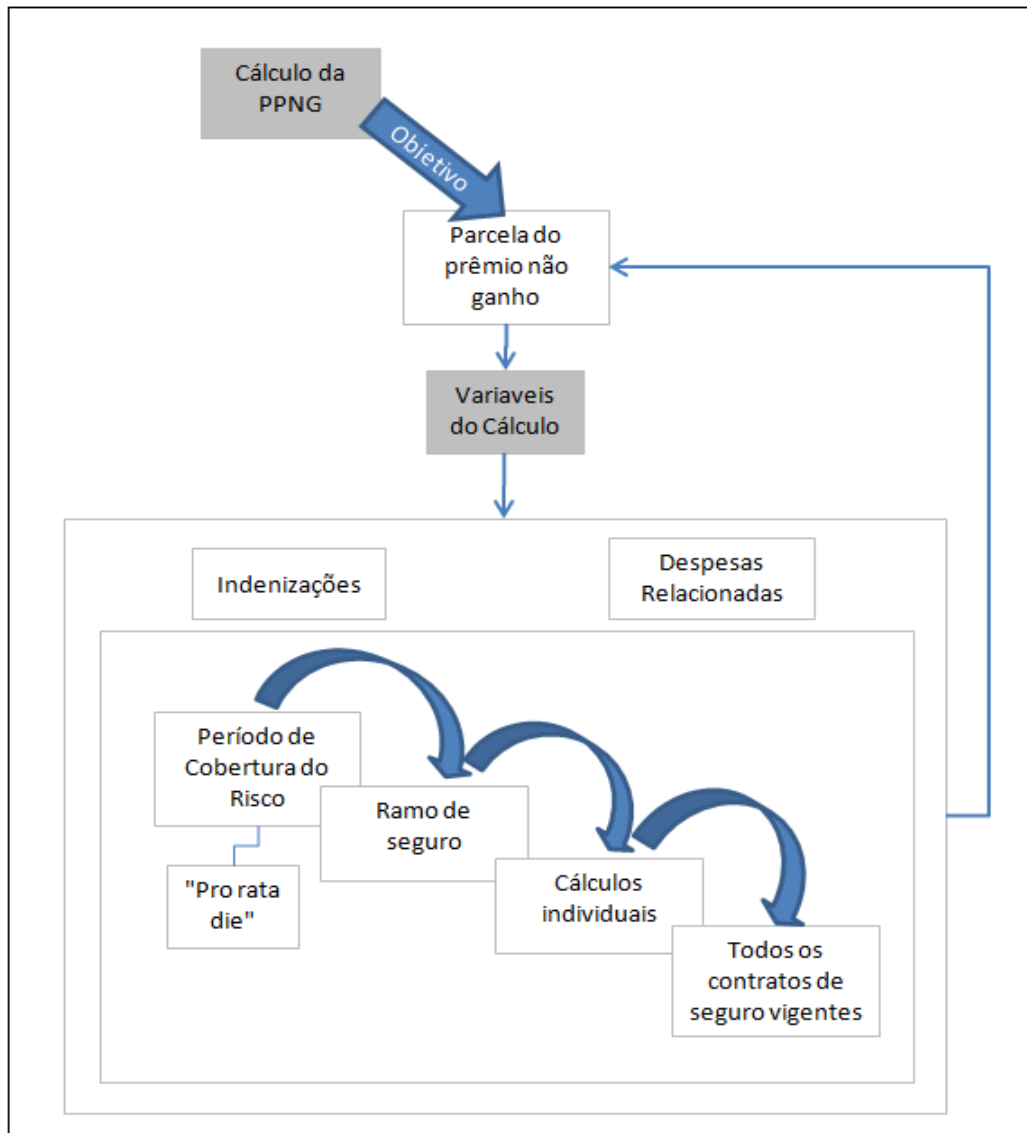 Cálculo da
PPNG
Objetivo
Parcela do
prêmio não
ganho
Variaveis
do Cálculo
Indenizações
Despesas
Relacionadas
Período de
Cobertura do
Risco
Ramo de
seguro
"Pro rata
die"
Cálculos
individuais
Todos os
contratos de
seguro vigentes